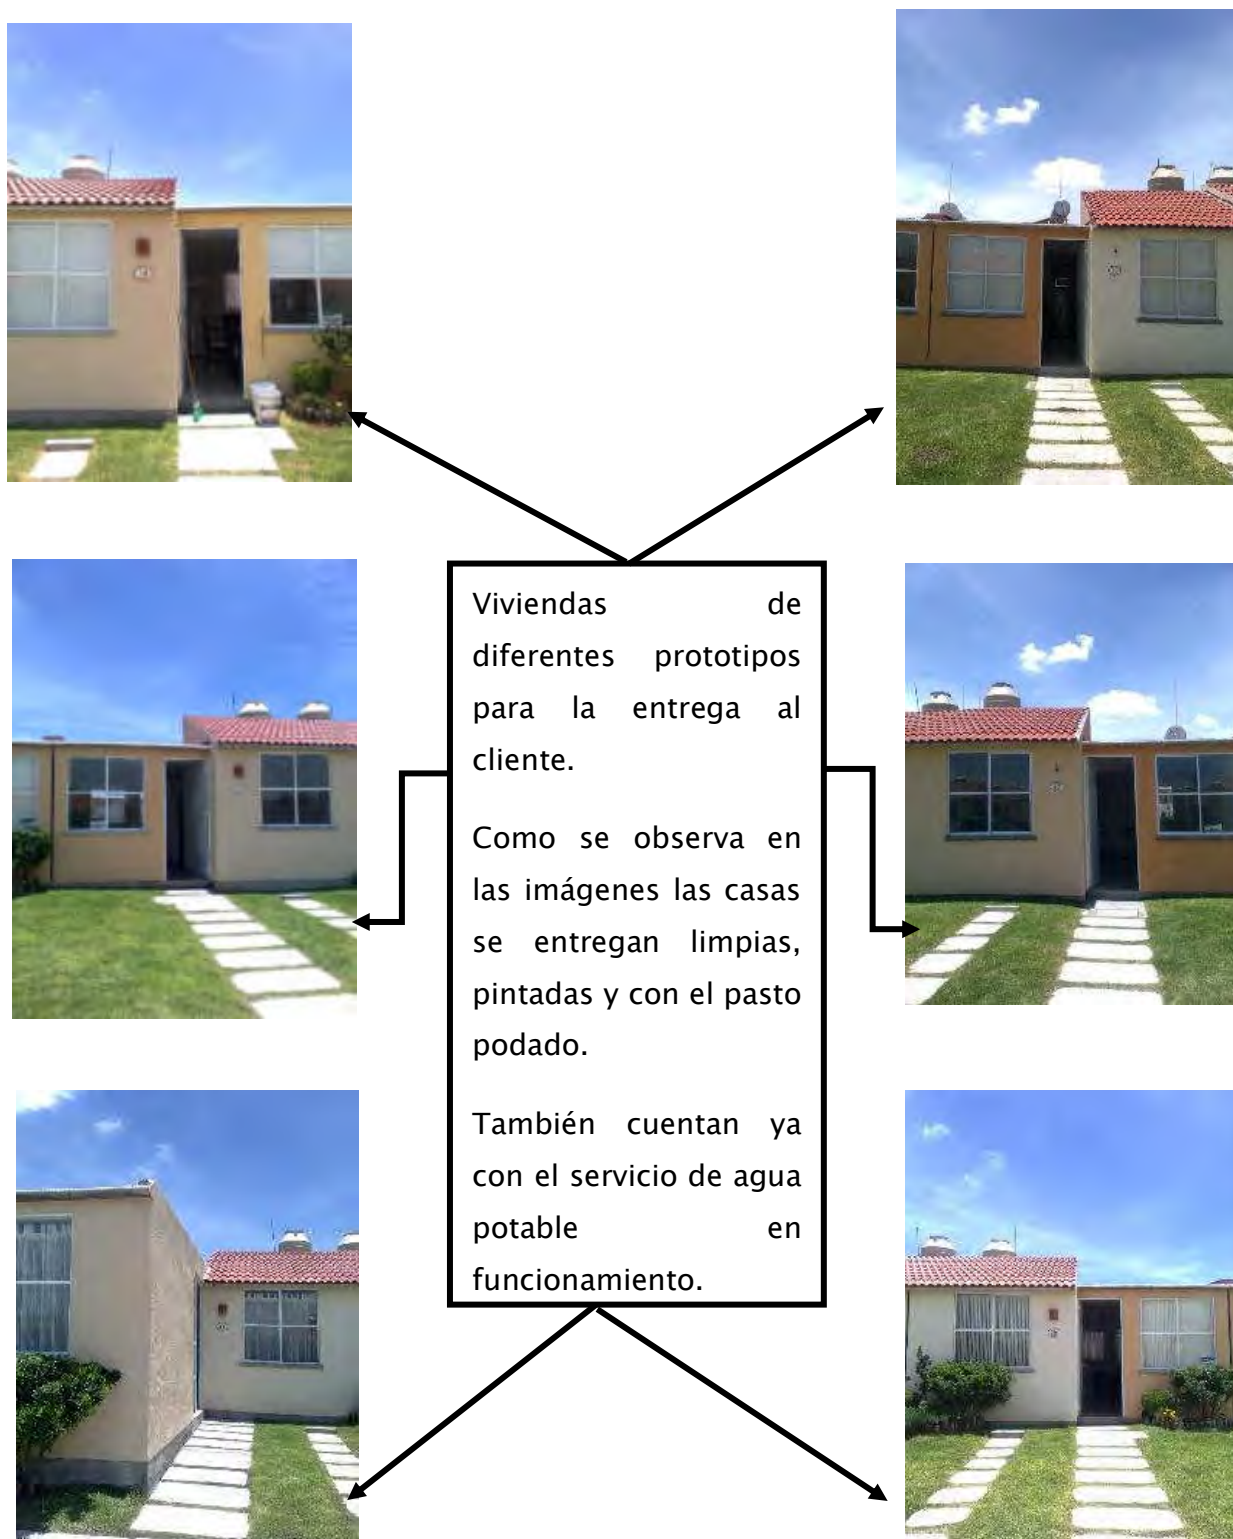 Viviendas de
diferentes prototipos
para la entrega al
cliente.
Como se observa en
las imágenes las casas
se entregan limpias,
pintadas y con el pasto
podado.
También cuentan ya
con el servicio de agua
potable en
funcionamiento.